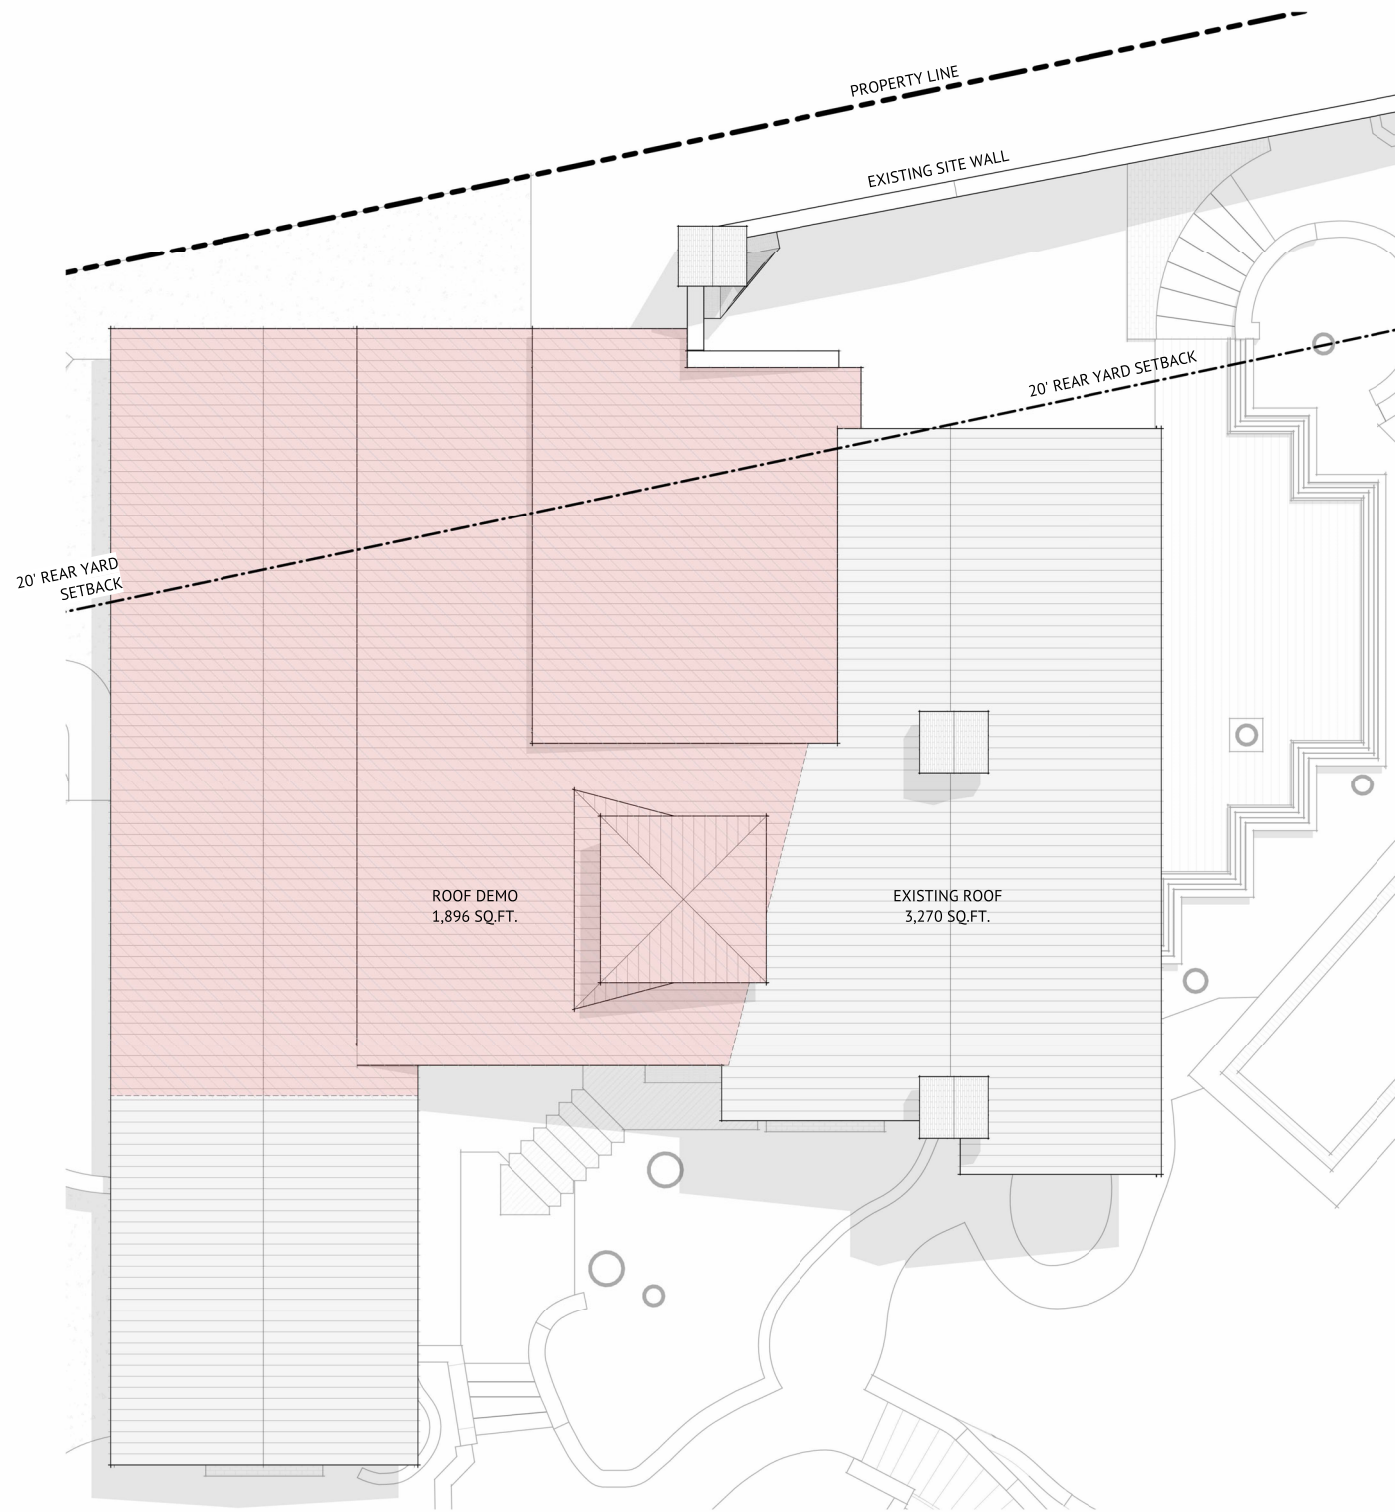 PROPERTY LINE
EXISTING SITE WALL
20' REAR YARD SETBACK
20' REAR YARD
SETBACK
ROOF DEMO
1,896 SQ.FT.
EXISTING ROOF
3,270 SQ.FT.